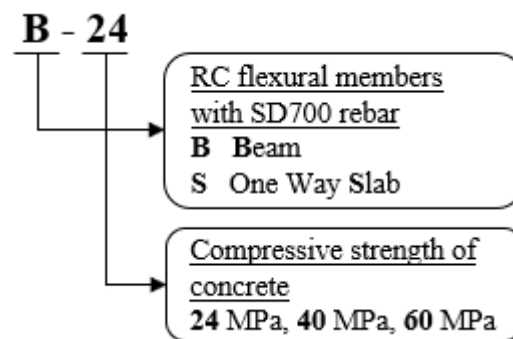 B - 24
RC flexural members
with SD700 rebar
B Beam
S One Way Slab
Compressive strength of
concrete
24 MPa, 40 MPa, 60 MPa